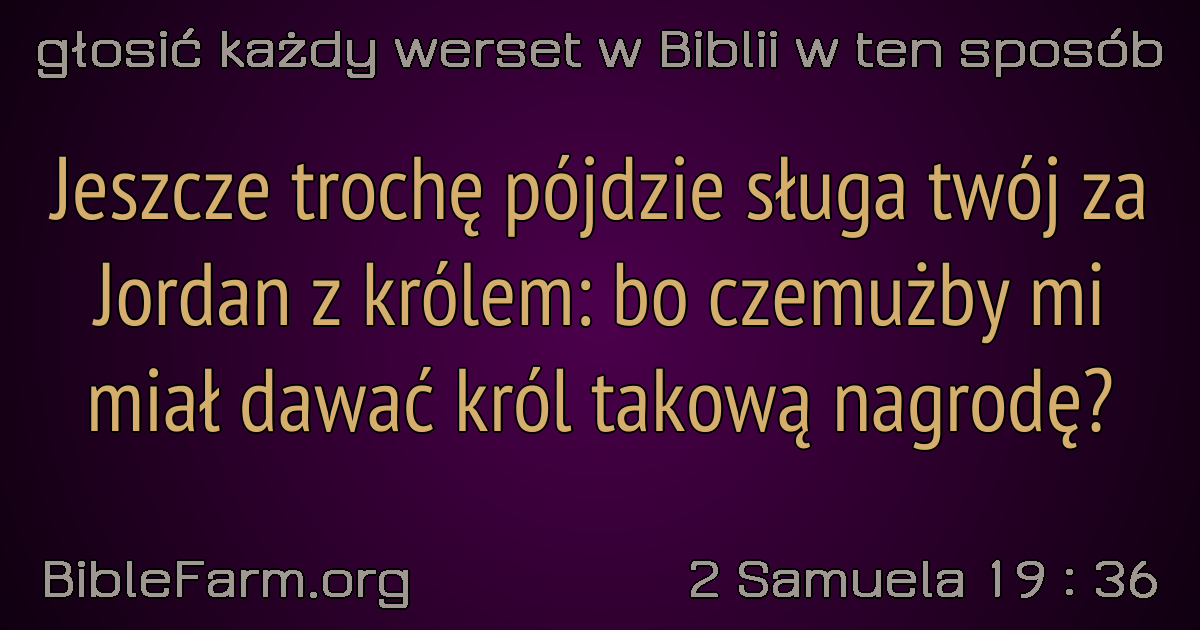 głosić każdy werset w Biblii w ten sposób
Jeszcze trochę pójdzie sługa twój za
Jordan z królem: bo czemużby mi
miał dawać król takową nagrodę?
BibleFarm.org
2 Samuela 19 : 36